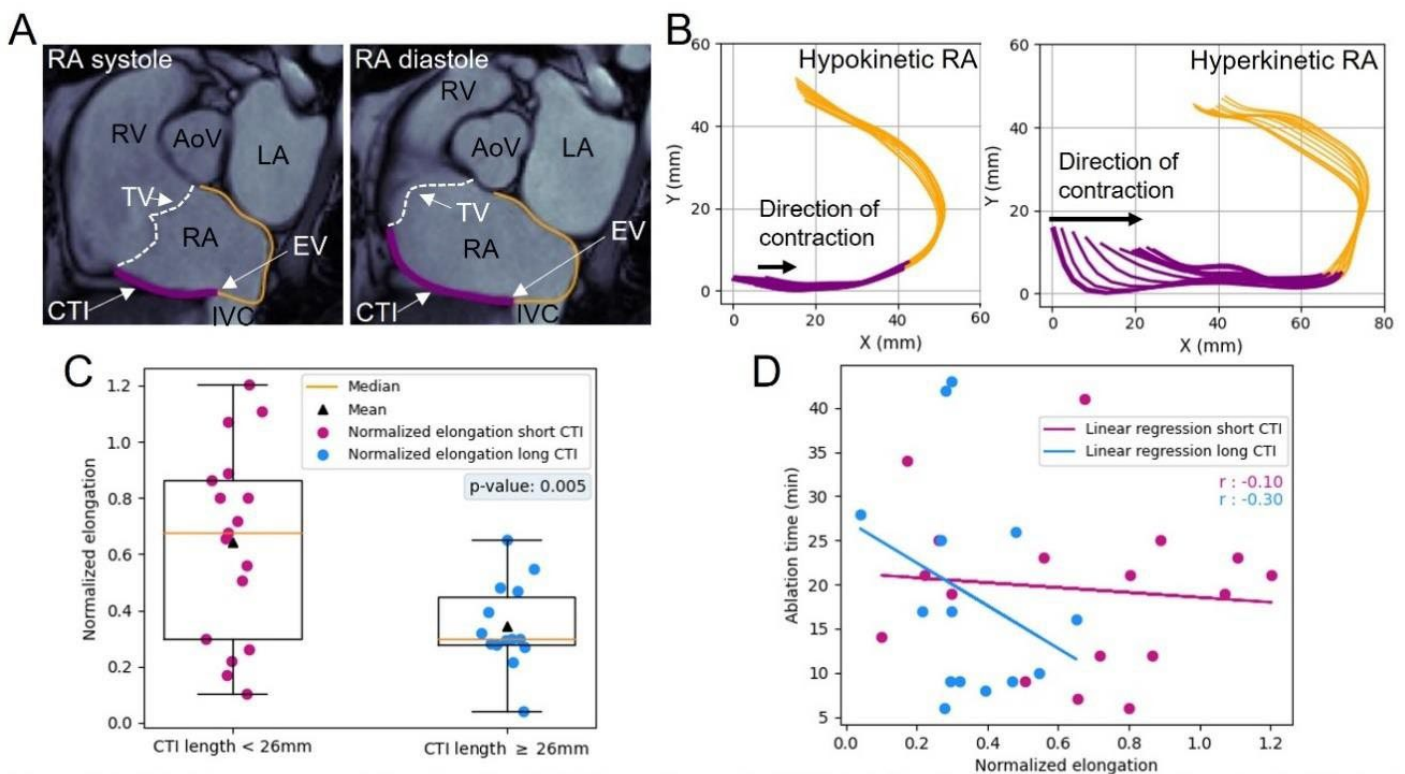 A
RA systole
RV
AoV
LA
TV
RA
EV
CTI
IVC
RA diastole
RV
AoV
LA
TV
RA
EV
CTI
IVC
B
Hypokinetic RA
Direction of
contraction
Y (mm)
60
40
20
0
0 20 40 60
X (mm)
Hyperkinetic RA
Direction of
contraction
Y (mm)
60
40
20
0
0 20 40 60 80
X (mm)
C
Median
Mean
Normalized elongation short CTI
Normalized elongation long CTI
p-value: 0.005
Normalized elongation
1.2
1.0
0.8
0.6
0.4
0.2
0.0
CTI length < 26mm
CTI length ≥ 26mm
D
Linear regression short CTI
Linear regression long CTI
r : -0.10
r : -0.30
Ablation time (min)
40
35
30
25
20
15
10
5
0.0 0.2 0.4 0.6 0.8 1.0 1.2
Normalized elongation